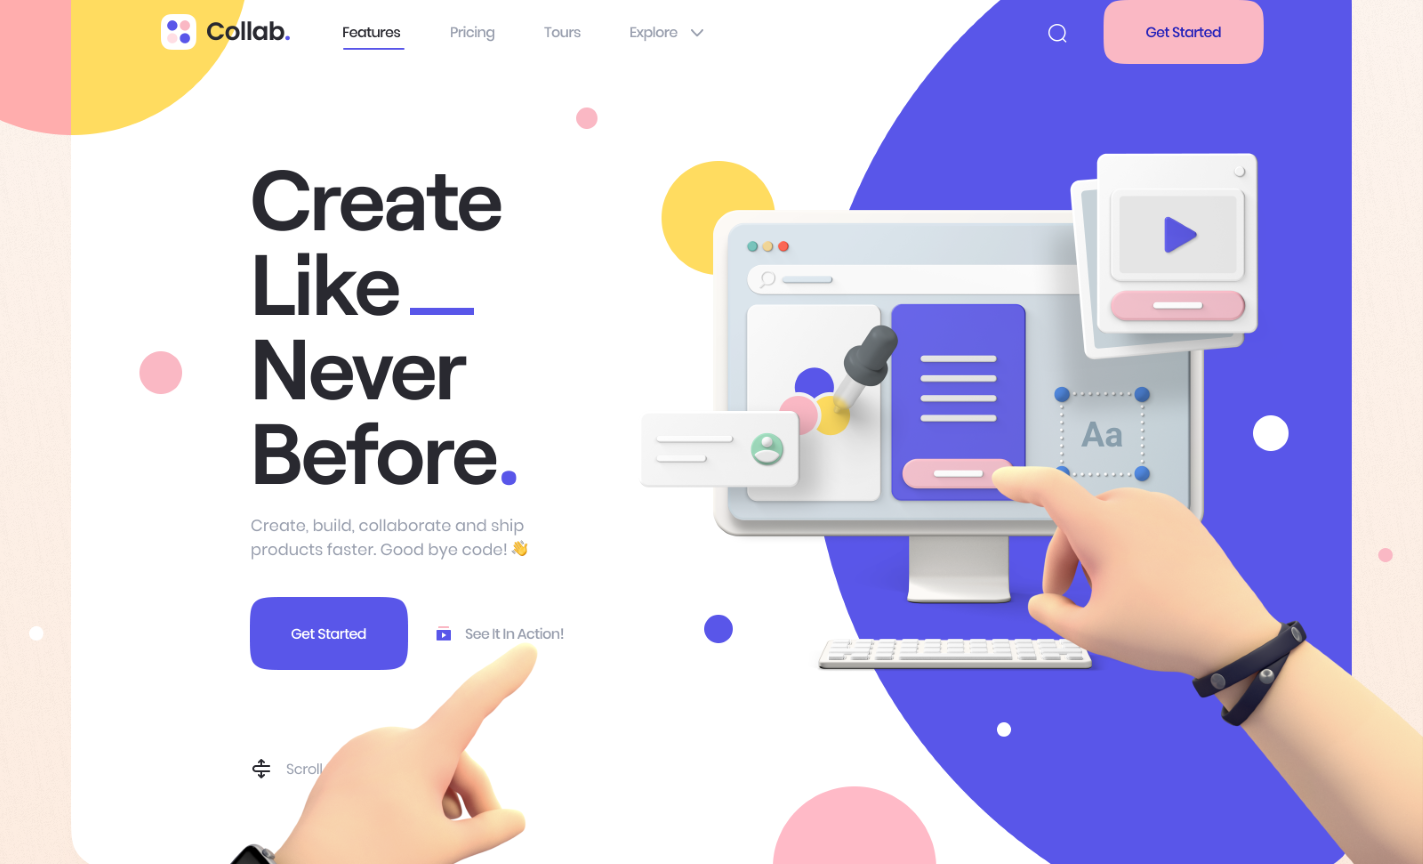 Collab.
Features
Pricing
Tours
Explore
Get Started
Create
Like _
Never
Before.
Create, build, collaborate and ship
products faster. Good bye code! 👋
Get Started
See It In Action!
Scroll
Aa